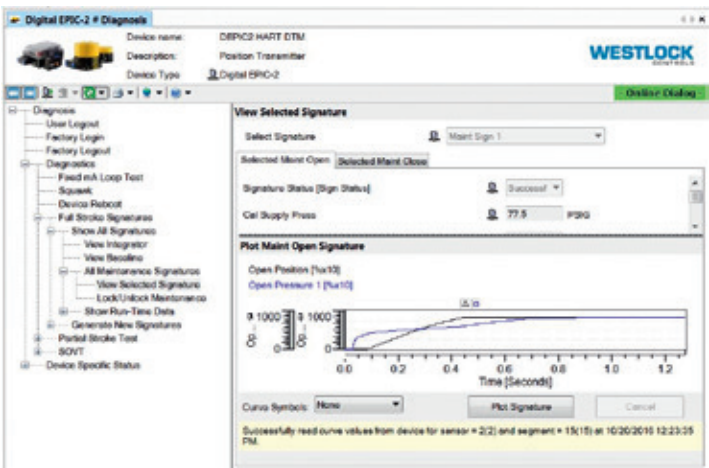 Digital EPIC-2 # Diagnosis
Device name: DEPIC2 HART DTM
Description: Position Transmitter
Device Type Digital EPIC-2
WESTLOCK
CONTROLS
Online Dialog
Diagnosis
User Logout
Factory Login
Factory Logout
Diagnostics
Fixed mA Loop Test
Squawk
Device Reboot
Full Stroke Signatures
Show All Signatures
View Integrator
View Baseline
All Maintenance Signatures
View Selected Signature
Lock/Unlock Maintenance
Show Run-Time Data
Generate New Signatures
Partial Stroke Test
SOVT
Device Specific Status
View Selected Signature
Select Signature Maint Sign 1
Selected Maint Open Selected Maint Close
Signature Status [Sign Status] Successf
Cal Supply Press 77.5 PSIG
Plot Maint Open Signature
Open Position [%x10]
Open Pressure 1 [%x10]
1000 1000
Op... Op...
0 0
0.0 0.2 0.4 0.6 0.8 1.0 1.2
Time [Seconds]
Curve Symbols: None Plot Signature Cancel
Successfully read curve values from device for sensor = 2(2) and segment = 15(15) at 10/20/2016 12:23:35
PM.